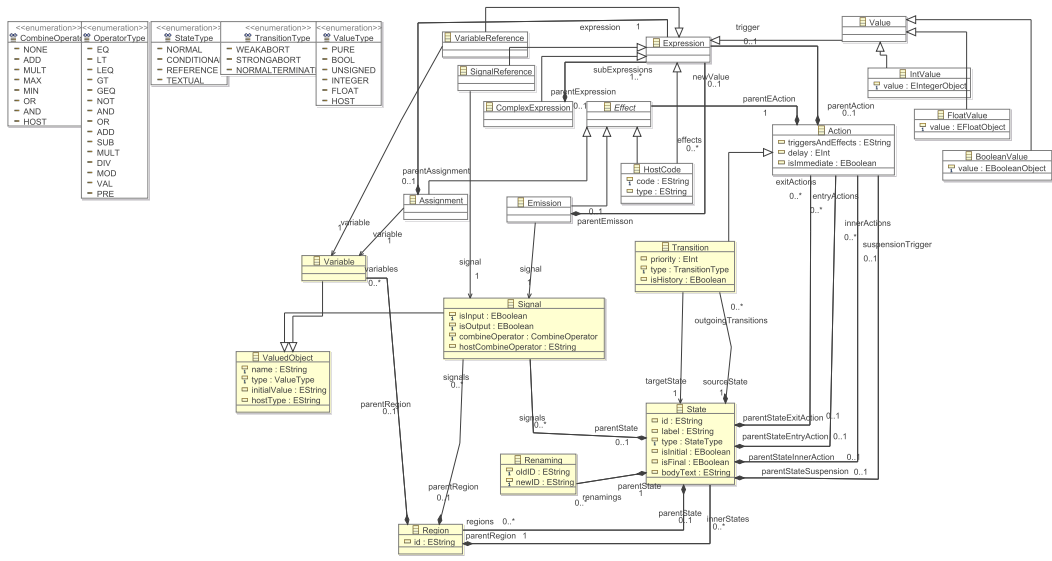 <<enumeration>>
CombineOperato
NONE
ADD
MULT
MAX
MIN
OR
AND
HOST
<<enumeration>>
OperatorType
EQ
LT
LEQ
GT
GEQ
NOT
AND
OR
ADD
SUB
MULT
DIV
MOD
VAL
PRE
<<enumeration>>
StateType
NORMAL
CONDITIONA
REFERENCE
TEXTUAL
<<enumeration>>
TransitionType
WEAKABORT
STRONGABORT
NORMALTERMINAT
<<enumeration>>
ValueType
PURE
BOOL
UNSIGNED
INTEGER
FLOAT
HOST
VariableReference
SignalReference
expression
1
Expression
trigger
0..1
Value
IntValue
value : EIntegerObject
FloatValue
value : EFloatObject
BooleanValue
value : EBooleanObject
subExpressions
1..*
newValue
0..1
parentExpression
0..1
ComplexExpression
Effect
parentEAction
1
parentAction
0..1
Action
triggersAndEffects : EString
delay : EInt
isImmediate : EBoolean
effects
0..*
HostCode
code : EString
type : EString
parentAssignment
0..1
Assignment
Emission
0..1
parentEmisson
exitActions
0..*
entryActions
0..*
innerActions
0..*
suspensionTrigger
0..1
variable
1
variable
1
Variable
variables
0..*
signal
1
signal
1
Transition
priority : EInt
type : TransitionType
isHistory : EBoolean
0..*
outgoingTransitions
Signal
isInput : EBoolean
isOutput : EBoolean
combineOperator : CombineOperator
hostCombineOperator : EString
ValuedObject
name : EString
type : ValueType
initialValue : EString
hostType : EString
signals
0..*
targetState
1
sourceState
1
parentRegion
0..1
signals
0..*
parentState
0..1
State
id : EString
label : EString
type : StateType
isInitial : EBoolean
isFinal : EBoolean
bodyText : EString
parentStateExitAction
0..1
parentStateEntryAction
0..1
parentStateInnerAction
0..1
parentStateSuspension
0..1
Renaming
oldID : EString
newID : EString
parentState
1
renamings
0..*
parentRegion
0..1
parentState
0..1
innerStates
0..*
regions 0..*
parentRegion 1
Region
id : EString